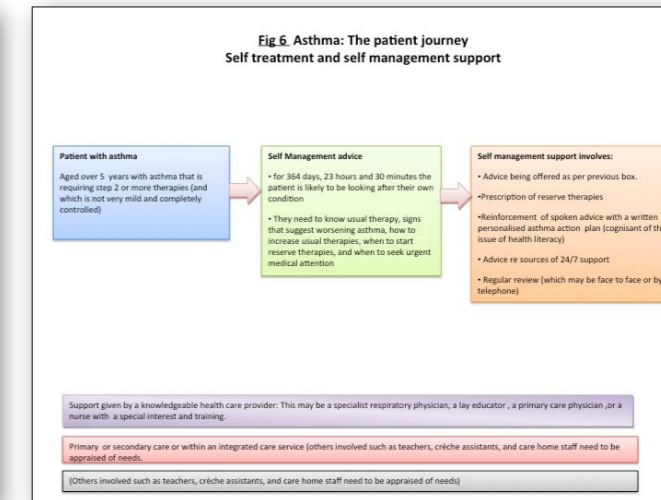 Fig 6  Asthma: The patient journey
Self treatment and self management support
Patient with asthma
Aged over 5  years with asthma that is
requiring step 2 or more therapies (and
which is not very mild and completely
controlled)
Self Management advice
• for 364 days, 23 hours and 30 minutes the
patient is likely to be looking after their own
condition
• They need to know usual therapy, signs
that suggest worsening asthma, how to
increase usual therapies, when to start
reserve therapies, and when to seek urgent
medical attention
Self management support involves:
• Advice being offered as per previous box.
•Prescription of reserve therapies
•Reinforcement  of spoken advice with a written
personalised asthma action  plan (cognisant of th
issue of health literacy)
• Advice re sources of 24/7 support
• Regular review (which may be face to face or by
telephone)
Support given by a knowledgeable health care provider: This may be a specialist respiratory physician, a lay educator , a primary care physician ,or a
nurse with  a special interest and training.
Primary  or secondary care or within an integrated care service (others involved such as teachers, crèche assistants, and care home staff need to be
appraised of needs.
(Others involved such as teachers, crèche assistants, and care home staff need to be appraised of needs)